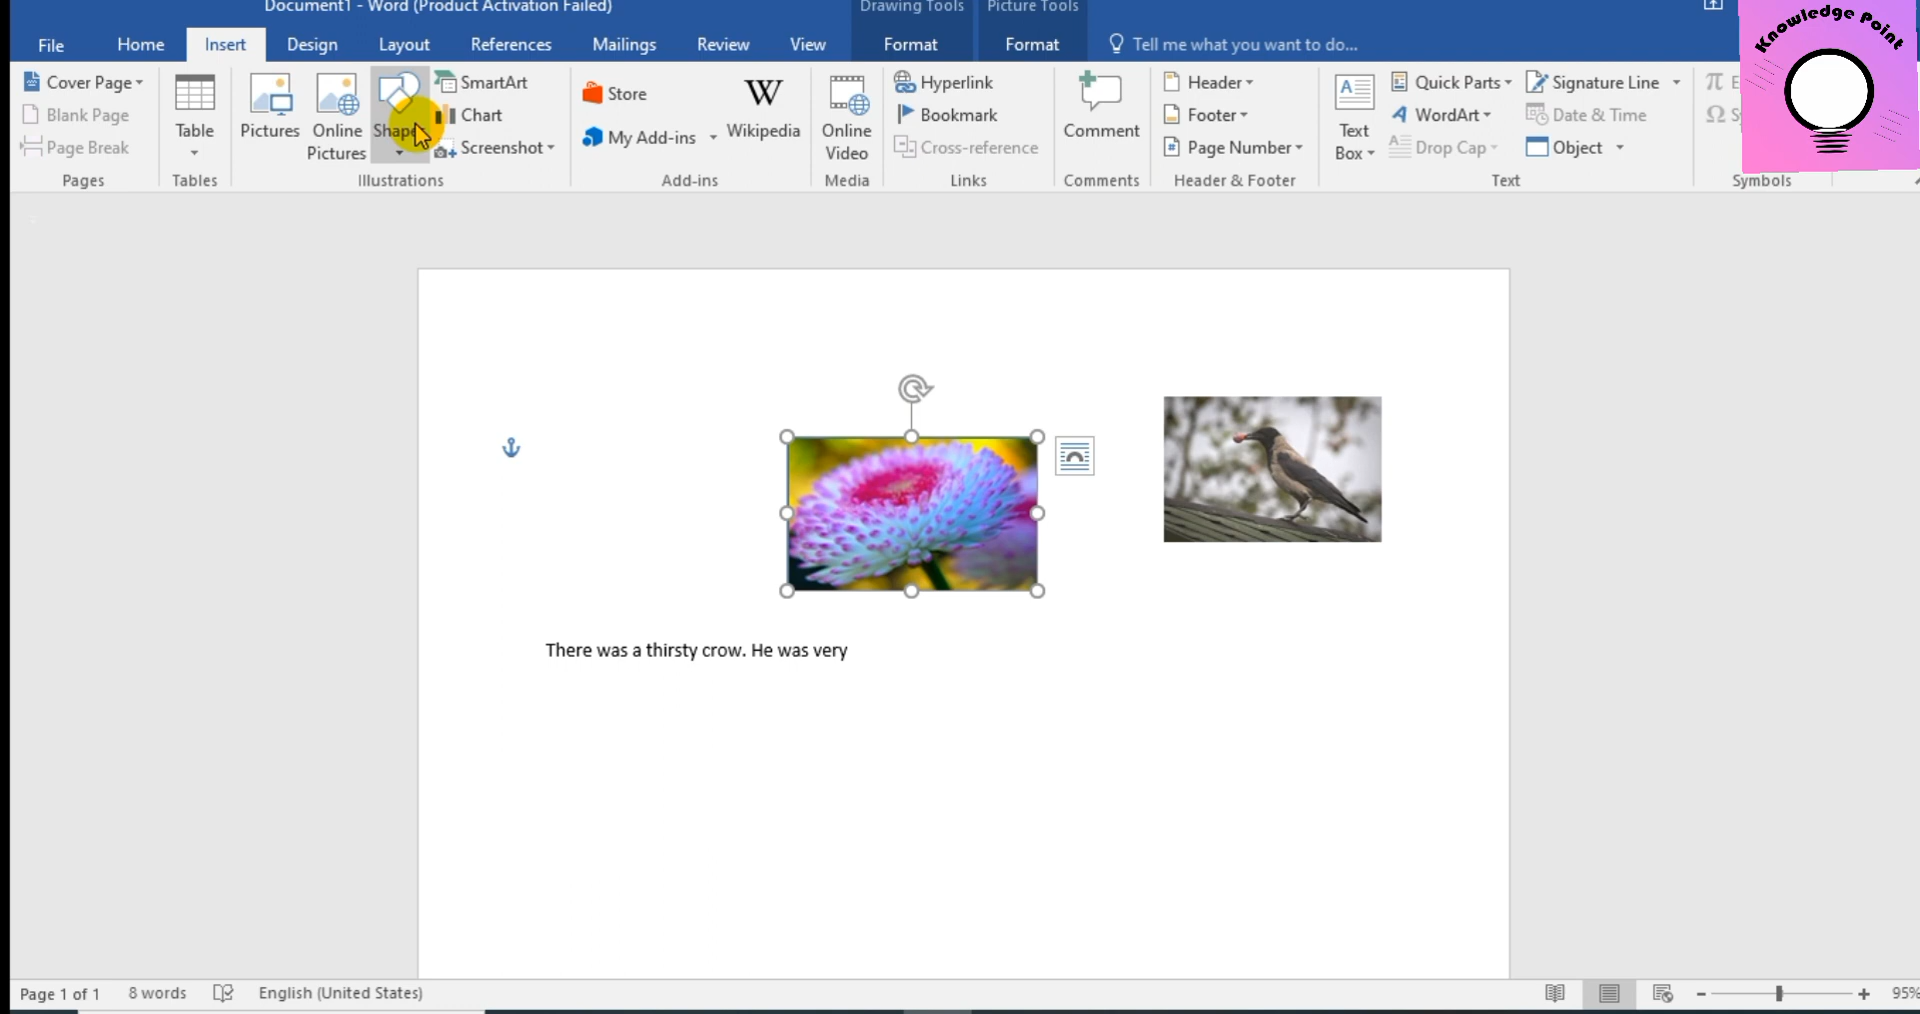 Document1 - Word (Product Activation Failed)
Drawing Tools
Picture Tools
File
Home
Insert
Design
Layout
References
Mailings
Review
View
Format
Format
Tell me what you want to do...
Knowledge Point
Cover Page
Blank Page
Page Break
Pages
Table
Tables
Pictures
Online
Pictures
SmartArt
Chart
Screenshot
Illustrations
Store
My Add-ins
W
Wikipedia
Add-ins
Online
Video
Media
Hyperlink
Bookmark
Cross-reference
Links
Comment
Comments
Header
Footer
Page Number
Header & Footer
Text
Box
Quick Parts
WordArt
Drop Cap
Signature Line
Date & Time
Object
Text
π
Ω
Symbols
There was a thirsty crow. He was very
Page 1 of 1
8 words
English (United States)
95%